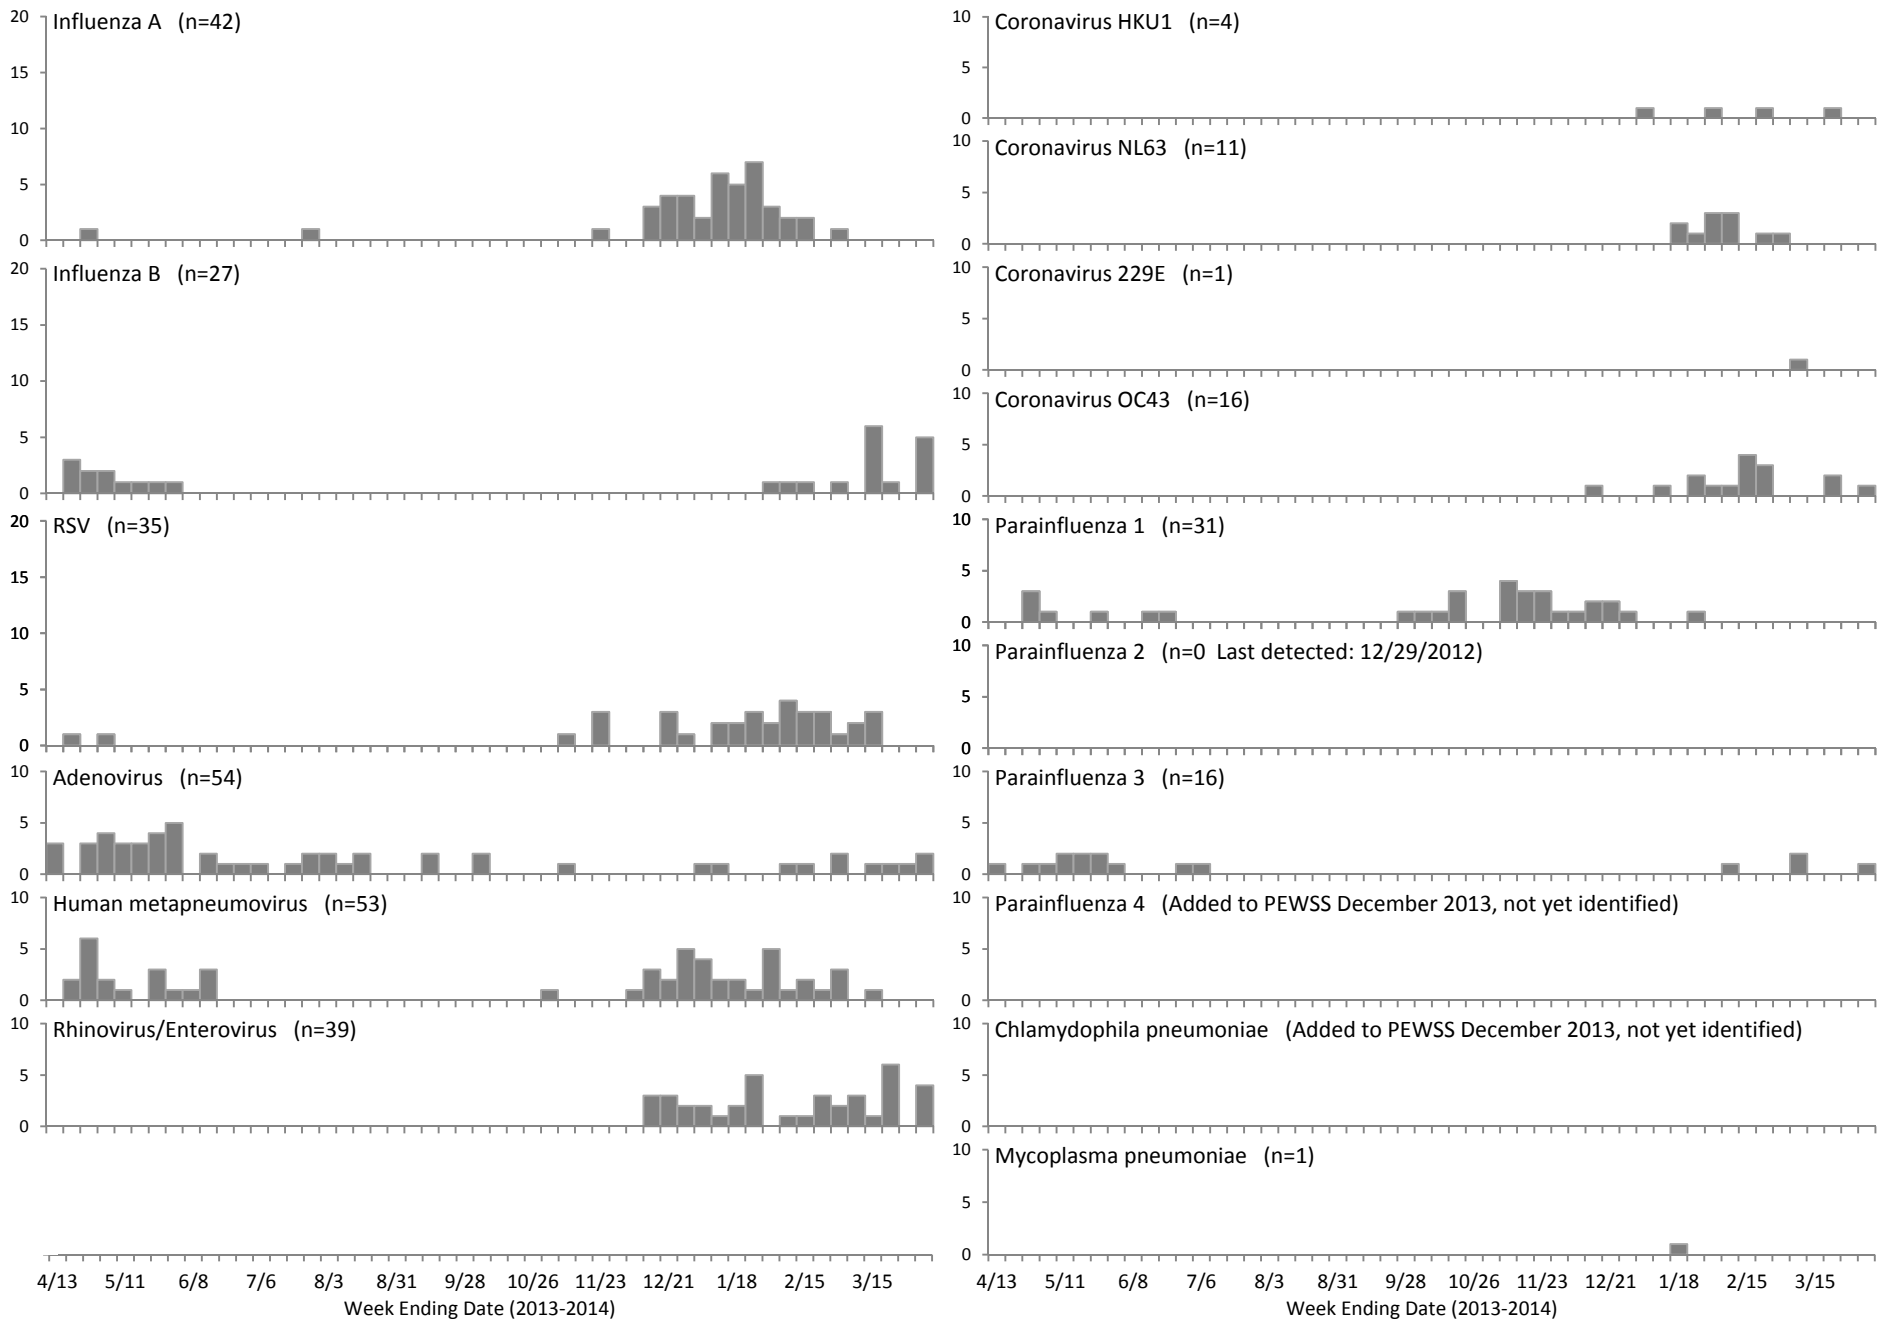 Influenza A (n=42)
20
15
10
5
0
Influenza B (n=27)
20
15
10
5
0
RSV (n=35)
20
15
10
5
0
Adenovirus (n=54)
10
5
0
Human metapneumovirus (n=53)
10
5
0
Rhinovirus/Enterovirus (n=39)
10
5
0
4/13 5/11 6/8 7/6 8/3 8/31 9/28 10/26 11/23 12/21 1/18 2/15 3/15
Week Ending Date (2013-2014)
Coronavirus HKU1 (n=4)
10
5
0
Coronavirus NL63 (n=11)
10
5
0
Coronavirus 229E (n=1)
10
5
0
Coronavirus OC43 (n=16)
10
5
0
Parainfluenza 1 (n=31)
10
5
0
Parainfluenza 2 (n=0 Last detected: 12/29/2012)
10
5
0
Parainfluenza 3 (n=16)
10
5
0
Parainfluenza 4 (Added to PEWSS December 2013, not yet identified)
10
5
0
Chlamydophila pneumoniae (Added to PEWSS December 2013, not yet identified)
10
5
0
Mycoplasma pneumoniae (n=1)
10
5
0
4/13 5/11 6/8 7/6 8/3 8/31 9/28 10/26 11/23 12/21 1/18 2/15 3/15
Week Ending Date (2013-2014)